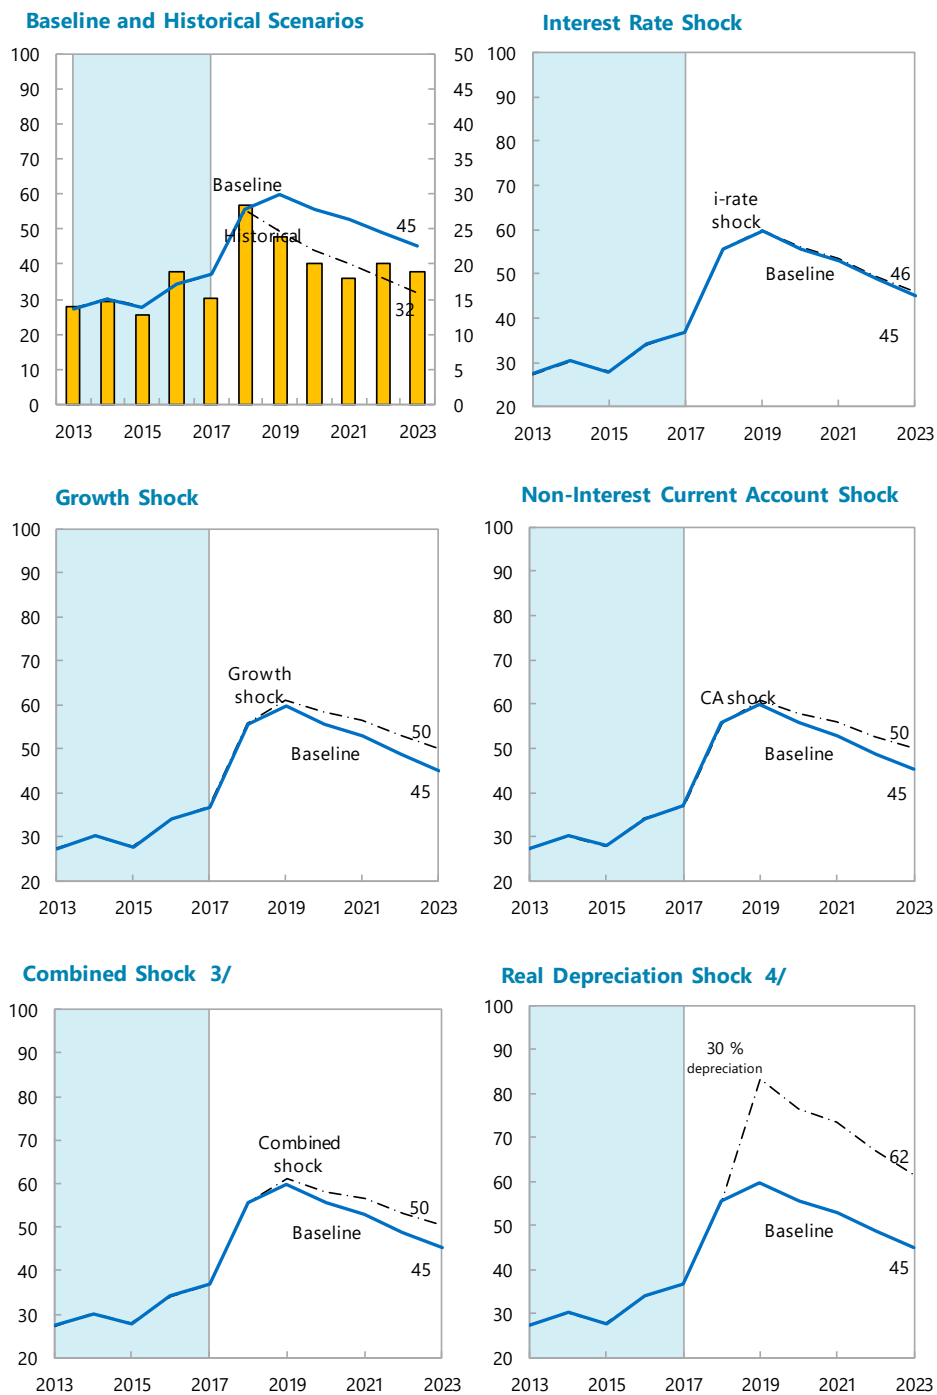 Baseline and Historical Scenarios
100
90
80
70
60
50
40
30
20
10
0
50
45
40
35
30
25
20
15
10
5
0
Baseline
Historical
45
32
2013 2015 2017 2019 2021 2023
Interest Rate Shock
100
90
80
70
60
50
40
30
20
i-rate
shock
Baseline
46
45
2013 2015 2017 2019 2021 2023
Growth Shock
100
90
80
70
60
50
40
30
20
Growth
shock
Baseline
50
45
2013 2015 2017 2019 2021 2023
Non-Interest Current Account Shock
100
90
80
70
60
50
40
30
20
CA shock
Baseline
50
45
2013 2015 2017 2019 2021 2023
Combined Shock 3/
100
90
80
70
60
50
40
30
20
Combined
shock
Baseline
50
45
2013 2015 2017 2019 2021 2023
Real Depreciation Shock 4/
100
90
80
70
60
50
40
30
20
30 %
depreciation
Baseline
62
45
2013 2015 2017 2019 2021 2023